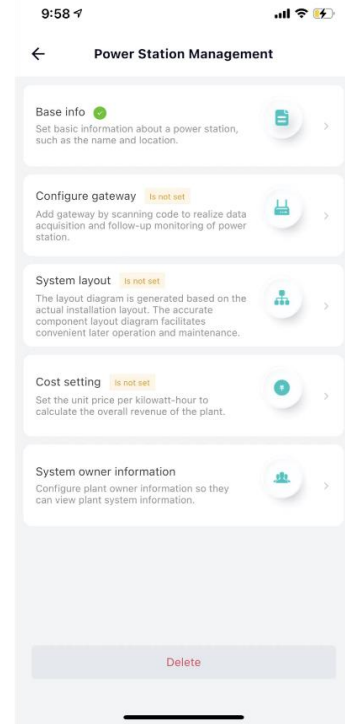 9:58
Power Station Management
Base info
Set basic information about a power station,
such as the name and location.
Configure gateway Is not set
Add gateway by scanning code to realize data
acquisition and follow-up monitoring of power
station.
System layout Is not set
The layout diagram is generated based on the
actual installation layout. The accurate
component layout diagram facilitates
convenient later operation and maintenance.
Cost setting Is not set
Set the unit price per kilowatt-hour to
calculate the overall revenue of the plant.
System owner information
Configure plant owner information so they
can view plant system information.
Delete